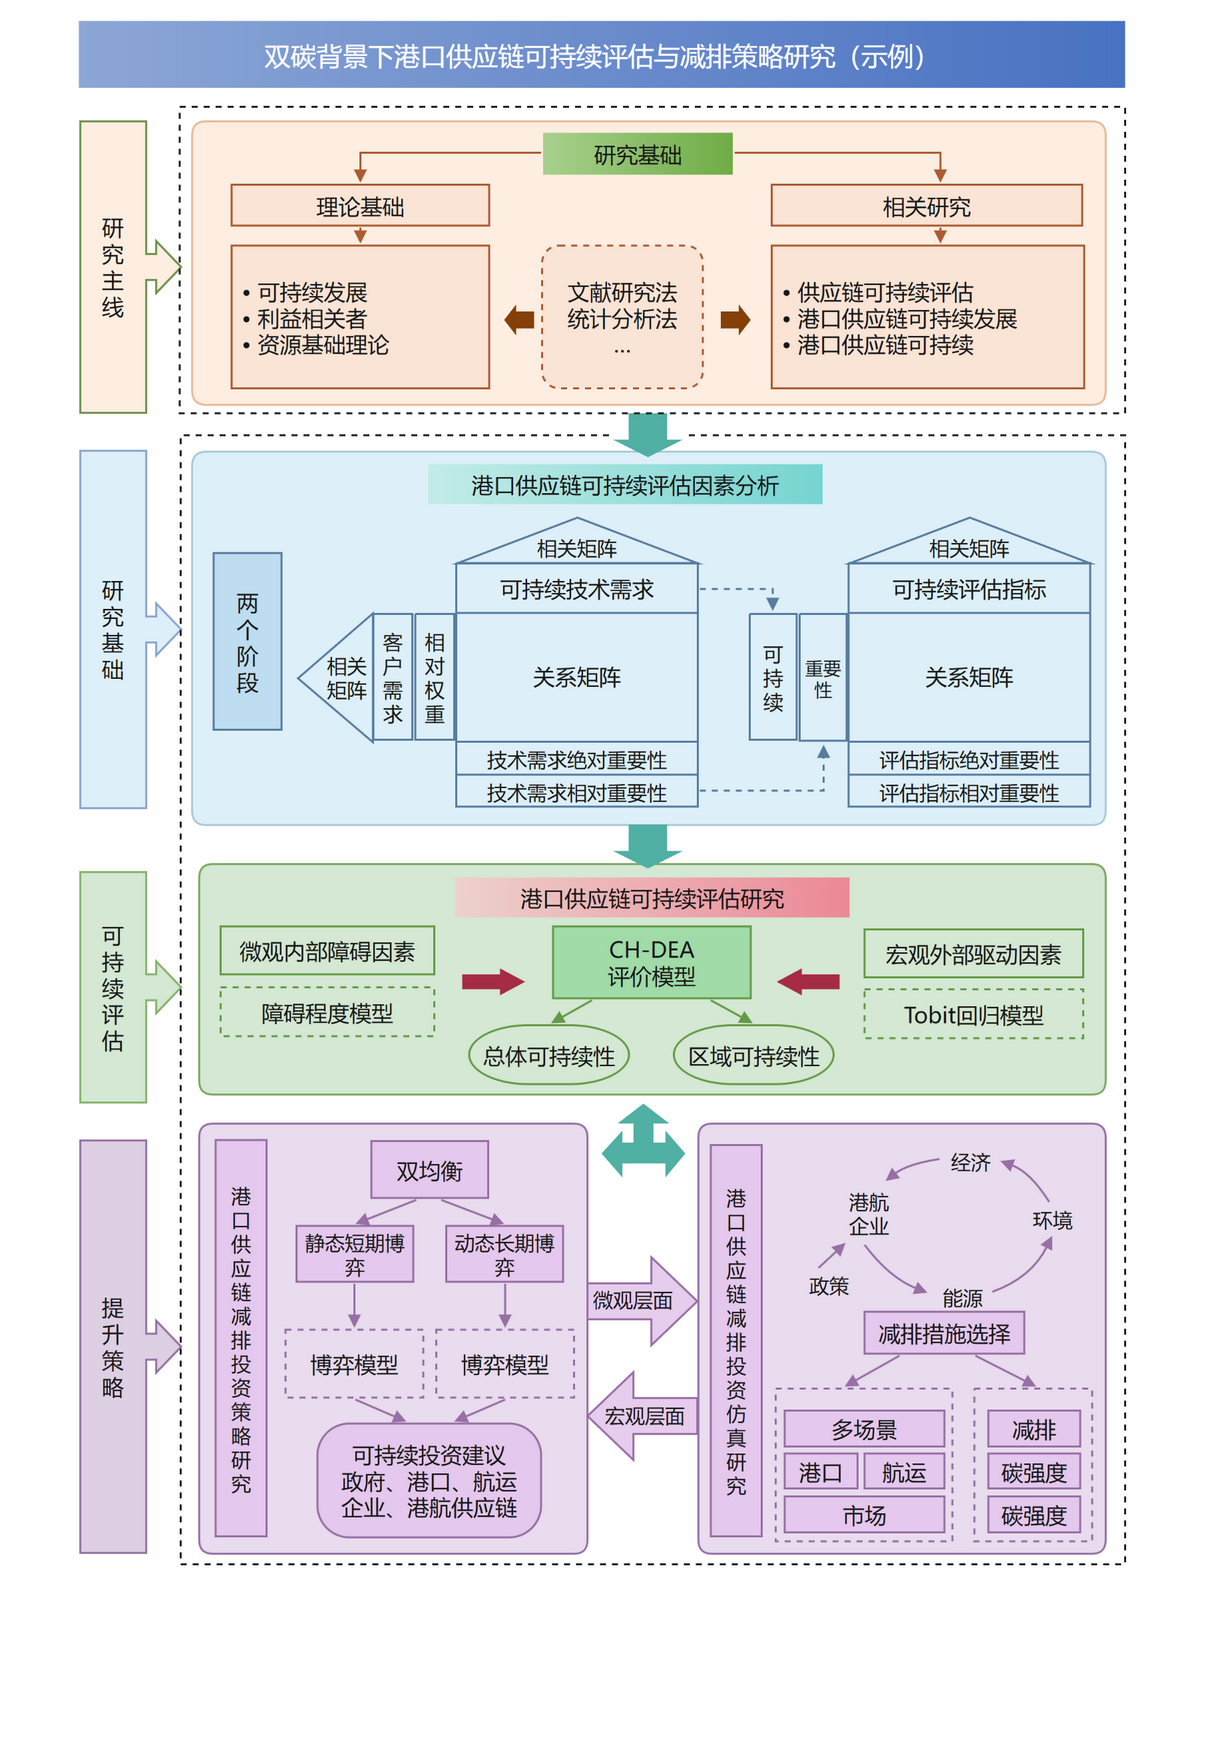 双碳背景下港口供应链可持续评估与减排策略研究（示例）
研究主线
研究基础
理论基础
相关研究
• 可持续发展
• 利益相关者
• 资源基础理论
文献研究法
统计分析法
...
• 供应链可持续评估
• 港口供应链可持续发展
• 港口供应链可持续
研究基础
港口供应链可持续评估因素分析
两个阶段
相关
矩阵
客户需求
相对权重
相关矩阵
可持续技术需求
关系矩阵
技术需求绝对重要性
技术需求相对重要性
可持续
重要
性
相关矩阵
可持续评估指标
关系矩阵
评估指标绝对重要性
评估指标相对重要性
可持续评估
港口供应链可持续评估研究
微观内部障碍因素
障碍程度模型
CH-DEA
评价模型
宏观外部驱动因素
Tobit回归模型
总体可持续性
区域可持续性
提升策略
港口供应链减排投资策略研究
双均衡
静态短期博
弈
动态长期博
弈
博弈模型
博弈模型
可持续投资建议
政府、港口、航运
企业、港航供应链
微观层面
宏观层面
港口供应链减排投资仿真研究
经济
港航
企业
环境
政策
能源
减排措施选择
多场景
港口
航运
市场
减排
碳强度
碳强度